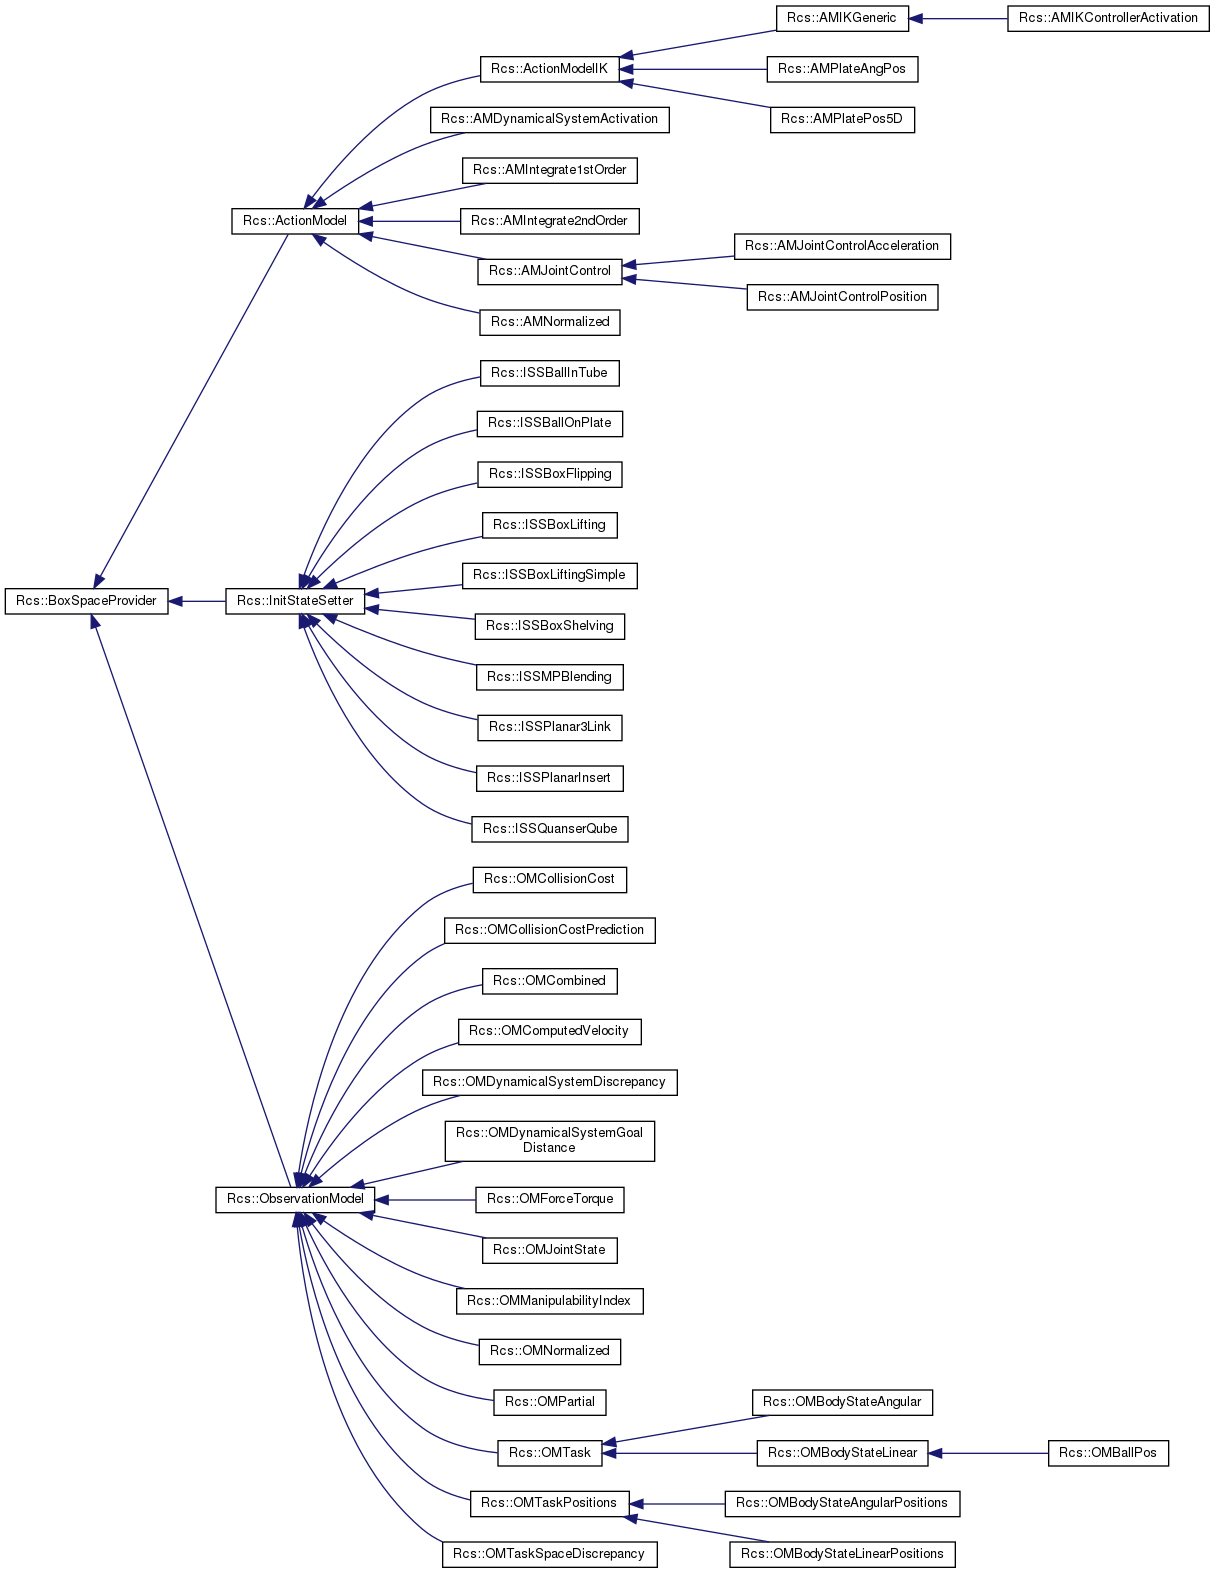 Rcs::AMIKGeneric
Rcs::AMIKControllerActivation
Rcs::ActionModelIK
Rcs::AMPlateAngPos
Rcs::AMPlatePos5D
Rcs::AMDynamicalSystemActivation
Rcs::AMIntegrate1stOrder
Rcs::ActionModel
Rcs::AMIntegrate2ndOrder
Rcs::AMJointControlAcceleration
Rcs::AMJointControl
Rcs::AMJointControlPosition
Rcs::AMNormalized
Rcs::ISSBallInTube
Rcs::ISSBallOnPlate
Rcs::ISSBoxFlipping
Rcs::ISSBoxLifting
Rcs::ISSBoxLiftingSimple
Rcs::BoxSpaceProvider
Rcs::InitStateSetter
Rcs::ISSBoxShelving
Rcs::ISSMPBlending
Rcs::ISSPlanar3Link
Rcs::ISSPlanarInsert
Rcs::ISSQuanserQube
Rcs::OMCollisionCost
Rcs::OMCollisionCostPrediction
Rcs::OMCombined
Rcs::OMComputedVelocity
Rcs::OMDynamicalSystemDiscrepancy
Rcs::OMDynamicalSystemGoal
Distance
Rcs::ObservationModel
Rcs::OMForceTorque
Rcs::OMJointState
Rcs::OMManipulabilityIndex
Rcs::OMNormalized
Rcs::OMPartial
Rcs::OMBodyStateAngular
Rcs::OMTask
Rcs::OMBodyStateLinear
Rcs::OMBallPos
Rcs::OMTaskPositions
Rcs::OMBodyStateAngularPositions
Rcs::OMTaskSpaceDiscrepancy
Rcs::OMBodyStateLinearPositions